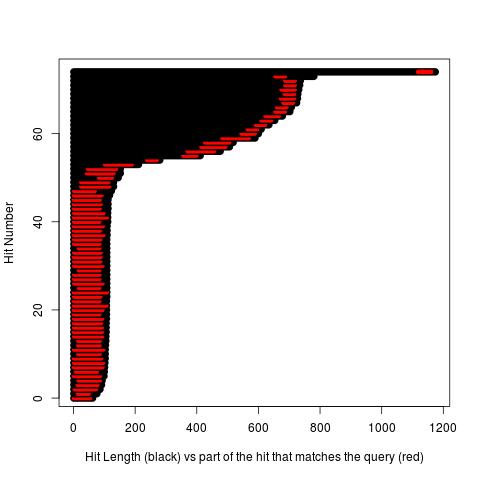 Hit Number
0
20
40
60
0 200 400 600 800 1000 1200
Hit Length (black) vs part of the hit that matches the query (red)